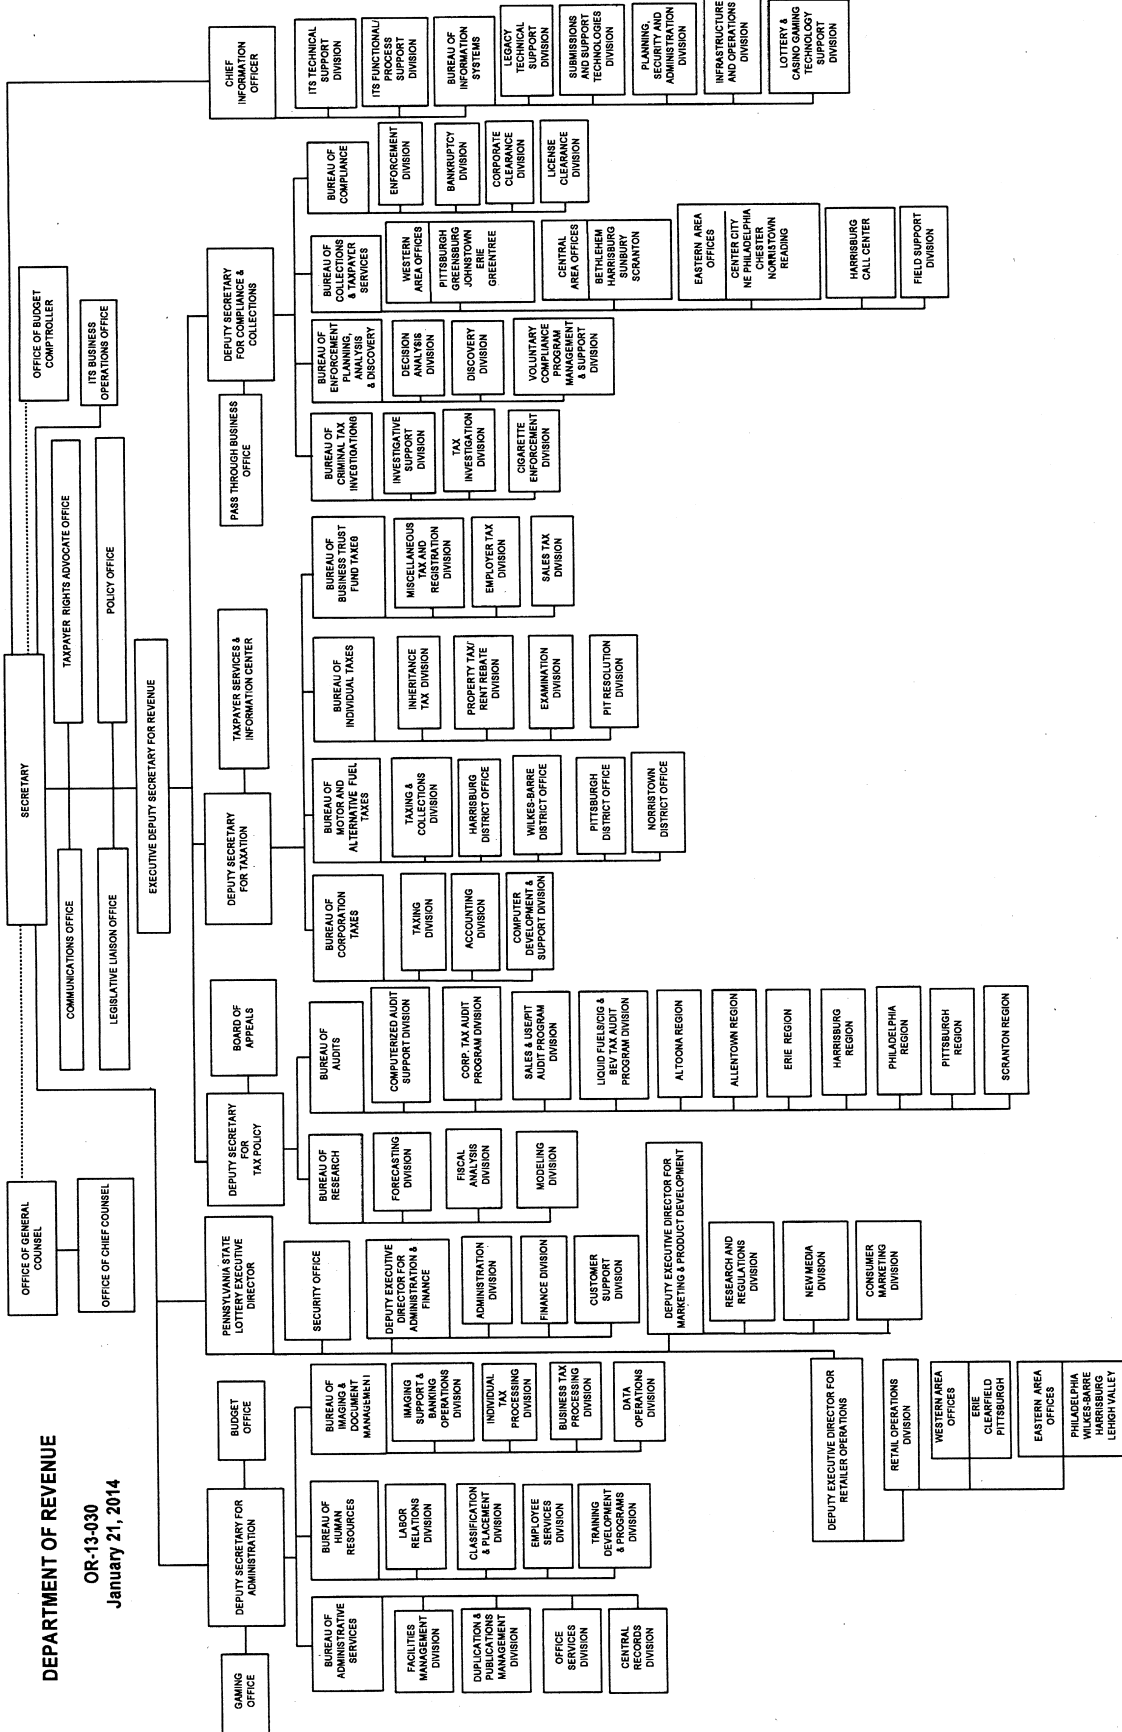 DEPARTMENT OF REVENUE
OR-13-030
January 21, 2014
SECRETARY
OFFICE OF GENERAL
COUNSEL
OFFICE OF CHIEF COUNSEL
OFFICE OF BUDGET
COMPTROLLER
ITS BUSINESS
OPERATIONS OFFICE
COMMUNICATIONS OFFICE
TAXPAYER RIGHTS ADVOCATE OFFICE
LEGISLATIVE LIAISON OFFICE
POLICY OFFICE
EXECUTIVE DEPUTY SECRETARY FOR REVENUE
GAMING
OFFICE
DEPUTY SECRETARY FOR
ADMINISTRATION
BUDGET
OFFICE
BUREAU OF
ADMINISTRATIVE
SERVICES
FACILITIES
MANAGEMENT
DIVISION
DUPLICATION &
PUBLICATIONS
MANAGEMENT
DIVISION
OFFICE
SERVICES
DIVISION
CENTRAL
RECORDS
DIVISION
BUREAU OF
HUMAN
RESOURCES
LABOR
RELATIONS
DIVISION
CLASSIFICATION
& PLACEMENT
DIVISION
EMPLOYEE
SERVICES
DIVISION
TRAINING
DEVELOPMENT
& PROGRAMS
DIVISION
BUREAU OF
IMAGING &
DOCUMENT
MANAGEMENT
IMAGING
SUPPORT &
BANKING
OPERATIONS
DIVISION
INDIVIDUAL
TAX
PROCESSING
DIVISION
BUSINESS TAX
PROCESSING
DIVISION
DATA
OPERATIONS
DIVISION
PENNSYLVANIA STATE
LOTTERY EXECUTIVE
DIRECTOR
SECURITY OFFICE
DEPUTY EXECUTIVE
DIRECTOR FOR
ADMINISTRATION &
FINANCE
ADMINISTRATION
DIVISION
FINANCE DIVISION
CUSTOMER
SUPPORT
DIVISION
DEPUTY EXECUTIVE DIRECTOR FOR
MARKETING & PRODUCT DEVELOPMENT
RESEARCH AND
REGULATIONS
DIVISION
NEW MEDIA
DIVISION
CONSUMER
MARKETING
DIVISION
DEPUTY EXECUTIVE DIRECTOR FOR
RETAILER OPERATIONS
RETAIL OPERATIONS
DIVISION
WESTERN AREA
OFFICES
ERIE
CLEARFIELD
PITTSBURGH
EASTERN AREA
OFFICES
PHILADELPHIA
WILKES-BARRE
HARRISBURG
LEHIGH VALLEY
DEPUTY SECRETARY
FOR
TAX POLICY
BOARD OF
APPEALS
BUREAU OF
RESEARCH
FORECASTING
DIVISION
FISCAL
ANALYSIS
DIVISION
MODELING
DIVISION
BUREAU OF
AUDITS
COMPUTERIZED AUDIT
SUPPORT DIVISION
CORP. TAX AUDIT
PROGRAM DIVISION
SALES & USE/PIT
AUDIT PROGRAM
DIVISION
LIQUID FUELS/CIG &
BEV TAX AUDIT
PROGRAM DIVISION
ALTOONA REGION
ALLENTOWN REGION
ERIE REGION
HARRISBURG
REGION
PHILADELPHIA
REGION
PITTSBURGH
REGION
SCRANTON REGION
DEPUTY SECRETARY
FOR TAXATION
TAXPAYER SERVICES &
INFORMATION CENTER
BUREAU OF
CORPORATION
TAXES
TAXING
DIVISION
ACCOUNTING
DIVISION
COMPUTER
DEVELOPMENT &
SUPPORT DIVISION
BUREAU OF
MOTOR AND
ALTERNATIVE FUEL
TAXES
TAXING &
COLLECTIONS
DIVISION
HARRISBURG
DISTRICT OFFICE
WILKES-BARRE
DISTRICT OFFICE
PITTSBURGH
DISTRICT OFFICE
NORRISTOWN
DISTRICT OFFICE
BUREAU OF
INDIVIDUAL TAXES
INHERITANCE
TAX DIVISION
PROPERTY TAX/
RENT REBATE
DIVISION
EXAMINATION
DIVISION
PIT RESOLUTION
DIVISION
BUREAU OF
BUSINESS TRUST
FUND TAXES
MISCELLANEOUS
TAX AND
REGISTRATION
DIVISION
EMPLOYER TAX
DIVISION
SALES TAX
DIVISION
PASS THROUGH BUSINESS
OFFICE
DEPUTY SECRETARY
FOR COMPLIANCE &
COLLECTIONS
BUREAU OF
CRIMINAL TAX
INVESTIGATIONS
INVESTIGATIVE
SUPPORT
DIVISION
TAX
INVESTIGATION
DIVISION
CIGARETTE
ENFORCEMENT
DIVISION
BUREAU OF
ENFORCEMENT
PLANNING,
ANALYSIS
& DISCOVERY
DECISION
ANALYSIS
DIVISION
DISCOVERY
DIVISION
VOLUNTARY
COMPLIANCE
PROGRAM
MANAGEMENT
& SUPPORT
DIVISION
BUREAU OF
COLLECTIONS
& TAXPAYER
SERVICES
WESTERN
AREA OFFICES
PITTSBURGH
GREENSBURG
JOHNSTOWN
ERIE
GREENTREE
CENTRAL
AREA OFFICES
BETHLEHEM
HARRISBURG
SUNBURY
SCRANTON
EASTERN AREA
OFFICES
CENTER CITY
NE PHILADELPHIA
CHESTER
NORRISTOWN
READING
HARRISBURG
CALL CENTER
FIELD SUPPORT
DIVISION
BUREAU OF
COMPLIANCE
ENFORCEMENT
DIVISION
BANKRUPTCY
DIVISION
CORPORATE
CLEARANCE
DIVISION
LICENSE
CLEARANCE
DIVISION
CHIEF
INFORMATION
OFFICER
ITS TECHNICAL
SUPPORT
DIVISION
ITS FUNCTIONAL/
PROCESS
SUPPORT
DIVISION
BUREAU OF
INFORMATION
SYSTEMS
LEGACY
TECHNICAL
SUPPORT
DIVISION
SUBMISSIONS
AND SUPPORT
TECHNOLOGIES
DIVISION
PLANNING,
SECURITY AND
ADMINISTRATION
DIVISION
INFRASTRUCTURE
AND OPERATIONS
DIVISION
LOTTERY &
CASINO GAMING
TECHNOLOGY
SUPPORT
DIVISION